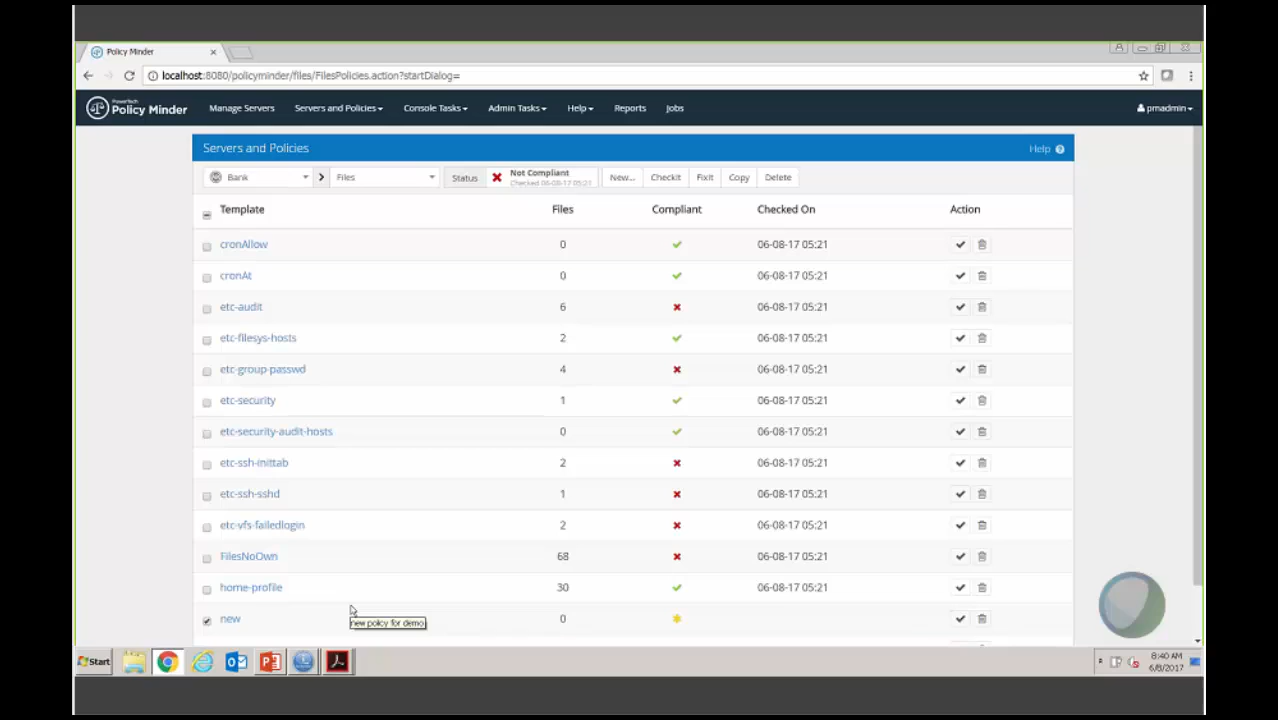 Policy Minder
localhost:8080/policyminder/files/FilesPolicies.action?startDialog=
PowerTech
Policy Minder Manage Servers Servers and Policies Console Tasks Admin Tasks Help Reports Jobs pmadmin
Servers and Policies Help
Bank Files Status Not Compliant New... Checkit Fixit Copy Delete
Checked 06-08-17 05:21
Template Files Compliant Checked On Action
cronAllow 0 06-08-17 05:21
cronAt 0 06-08-17 05:21
etc-audit 6 06-08-17 05:21
etc-filesys-hosts 2 06-08-17 05:21
etc-group-passwd 4 06-08-17 05:21
etc-security 1 06-08-17 05:21
etc-security-audit-hosts 0 06-08-17 05:21
etc-ssh-inittab 2 06-08-17 05:21
etc-ssh-sshd 1 06-08-17 05:21
etc-vfs-failedlogin 2 06-08-17 05:21
FilesNoOwn 68 06-08-17 05:21
home-profile 30 06-08-17 05:21
new 0
new policy for demo
Start 8:40 AM
6/8/2017